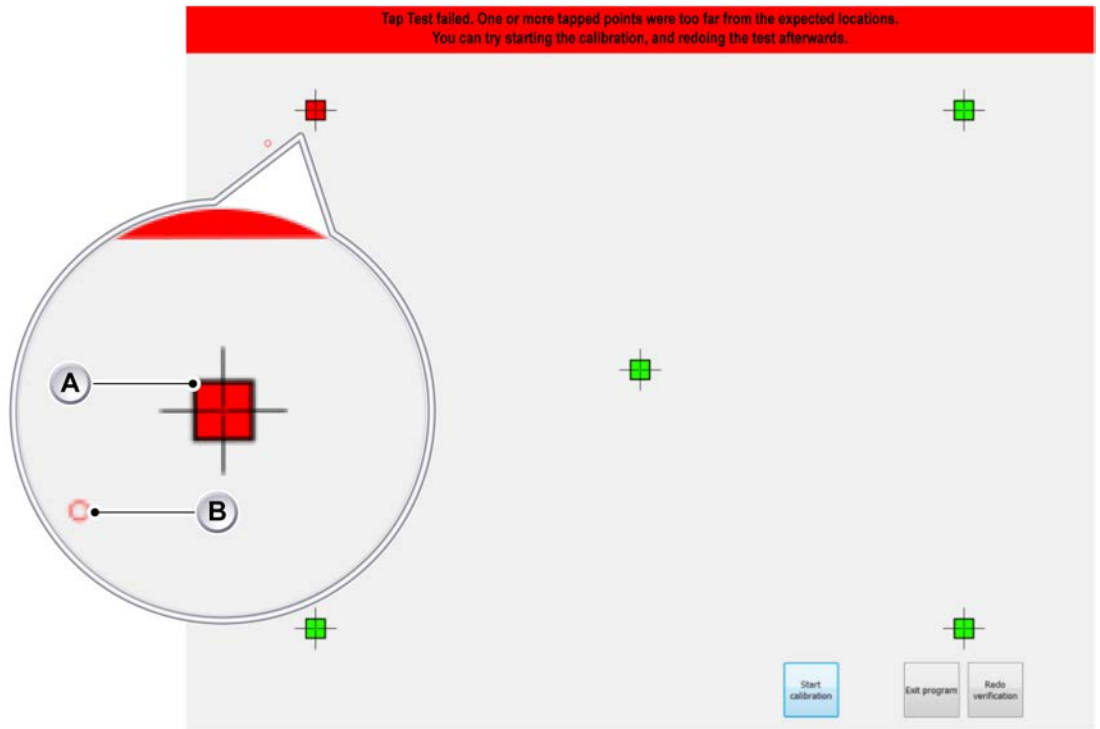 Tap Test failed. One or more tapped points were too far from the expected locations.
You can try starting the calibration, and redoing the test afterwards.
A
B
Start
calibration
Exit program
Redo
verification